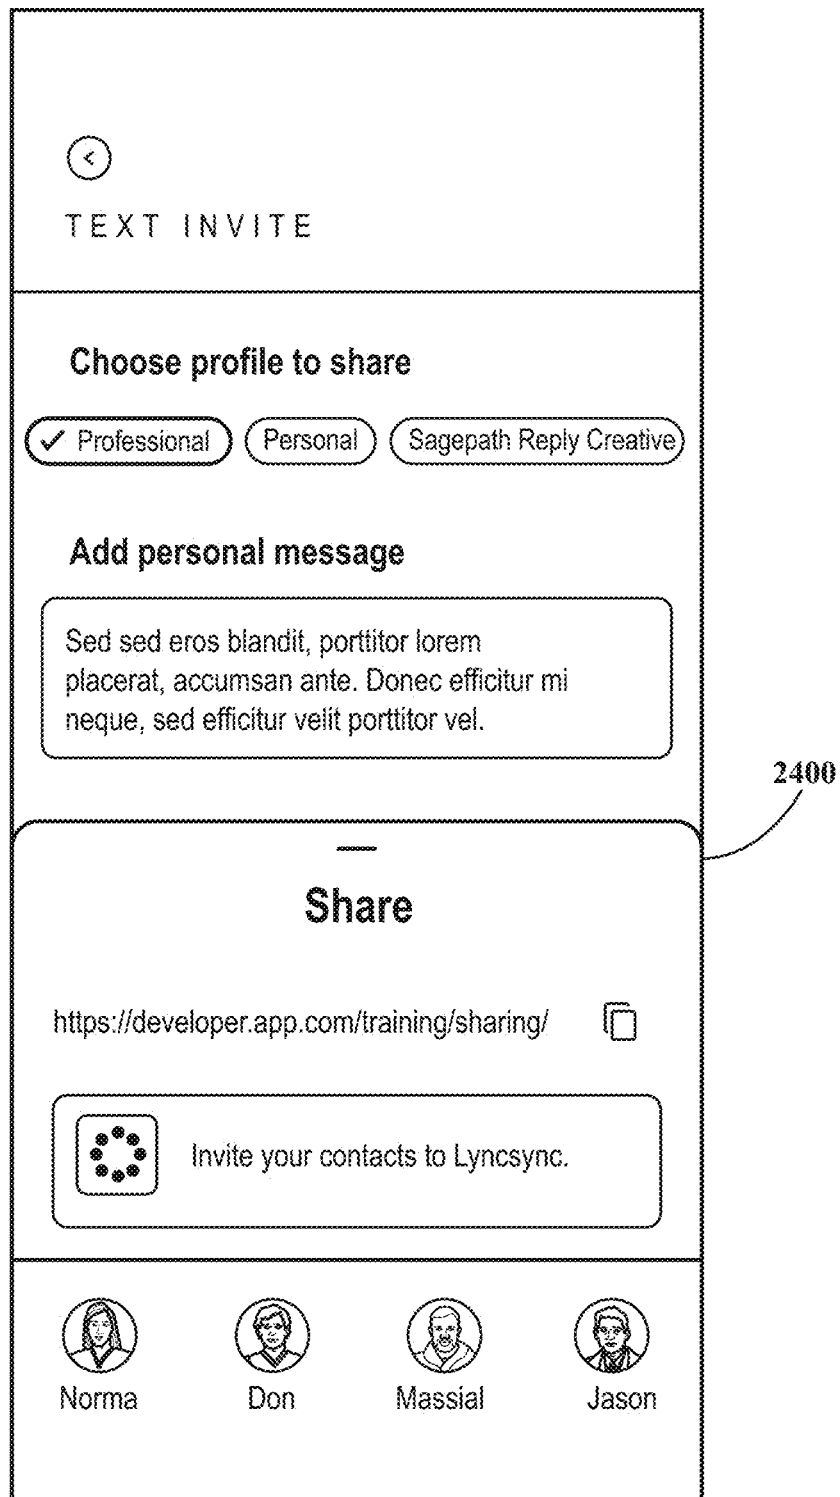 TEXT INVITE
Choose profile to share
Professional Personal Sagepath Reply Creative
Add personal message
Sed sed eros blandit, porttitor lorem
placerat, accumsan ante. Donec efficitur mi
neque, sed efficitur velit porttitor vel.
2400
Share
https://developer.app.com/training/sharing/
Invite your contacts to Lyncsync.
Norma Don Massial Jason